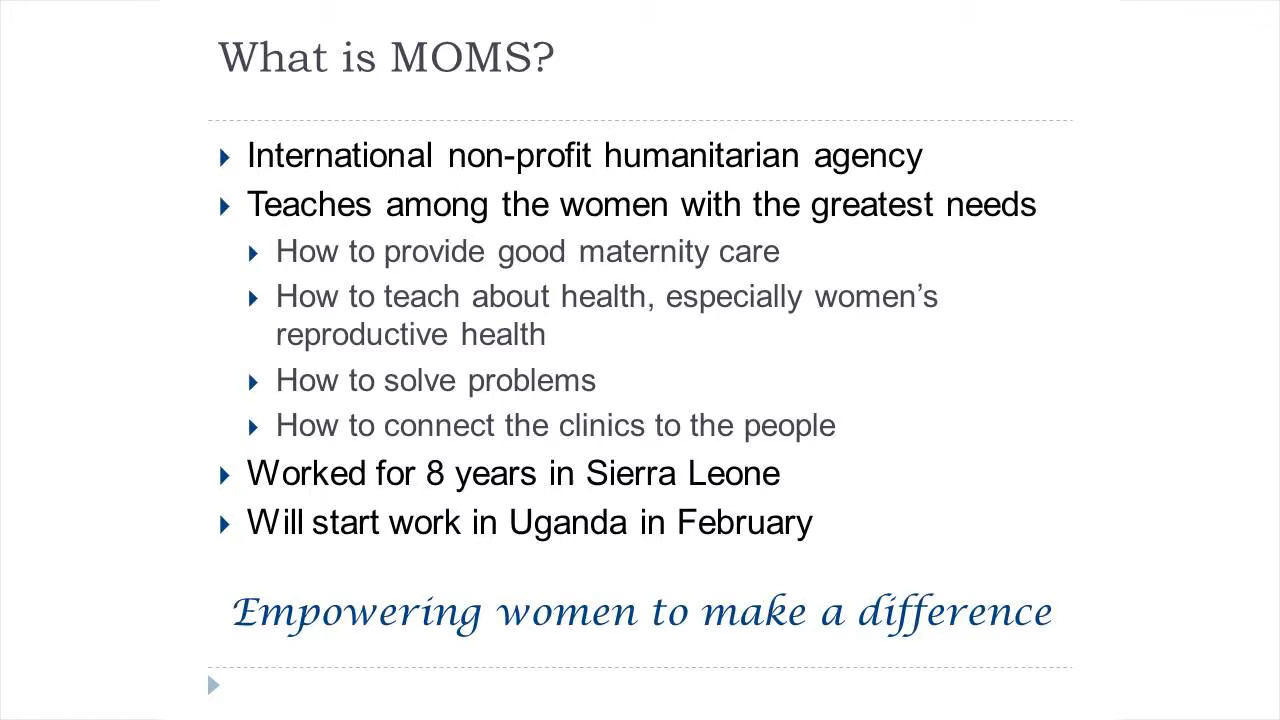 What is MOMS?
International non-profit humanitarian agency
Teaches among the women with the greatest needs
How to provide good maternity care
How to teach about health, especially women’s
reproductive health
How to solve problems
How to connect the clinics to the people
Worked for 8 years in Sierra Leone
Will start work in Uganda in February
Empowering women to make a difference